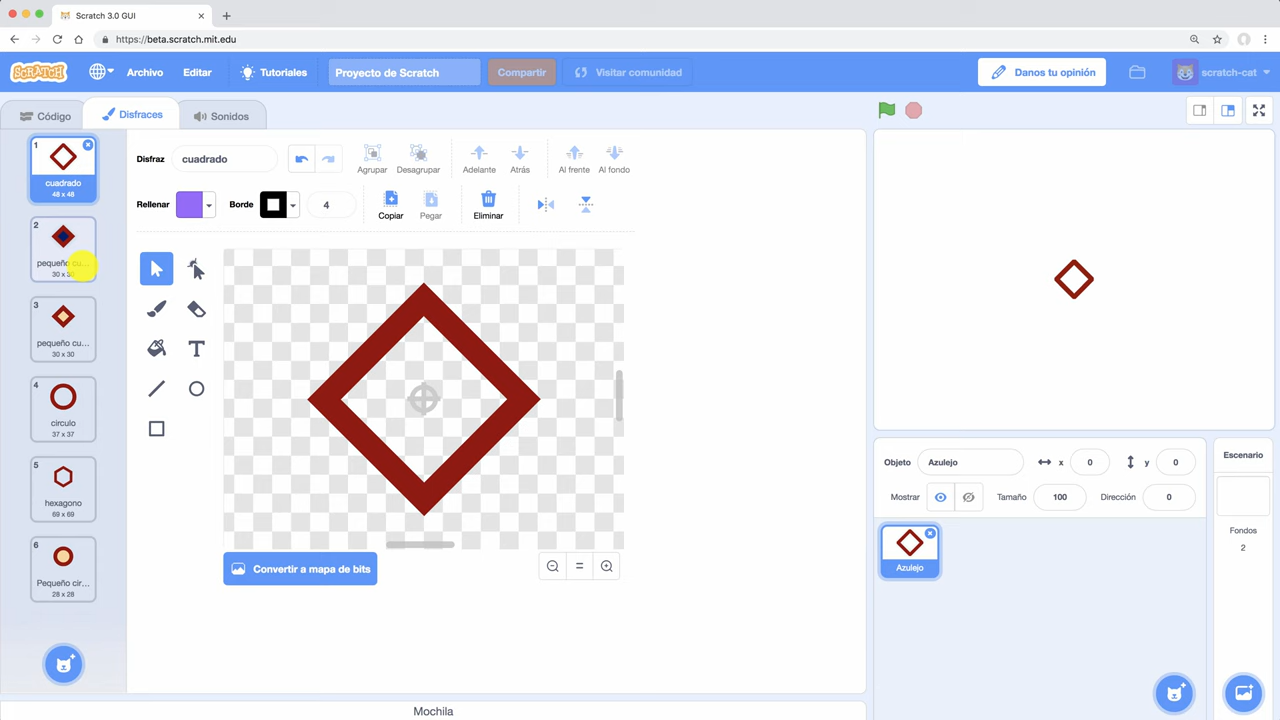 Scratch 3.0 GUI
https://beta.scratch.mit.edu
SCRATCH
Archivo
Editar
Tutoriales
Proyecto de Scratch
Compartir
Visitar comunidad
Danos tu opinión
scratch-cat
Código
Disfraces
Sonidos
1
cuadrado
48 x 48
2
pequeño cu...
30 x 30
3
pequeño cu...
30 x 30
4
círculo
37 x 37
5
hexagono
69 x 69
6
Pequeño cir...
28 x 28
Disfraz
cuadrado
Agrupar
Desagrupar
Adelante
Atrás
Al frente
Al fondo
Rellenar
Borde
4
Copiar
Pegar
Eliminar
T
Convertir a mapa de bits
Mochila
Objeto
Azulejo
x
0
y
0
Mostrar
Tamaño
100
Dirección
0
Azulejo
Escenario
Fondos
2